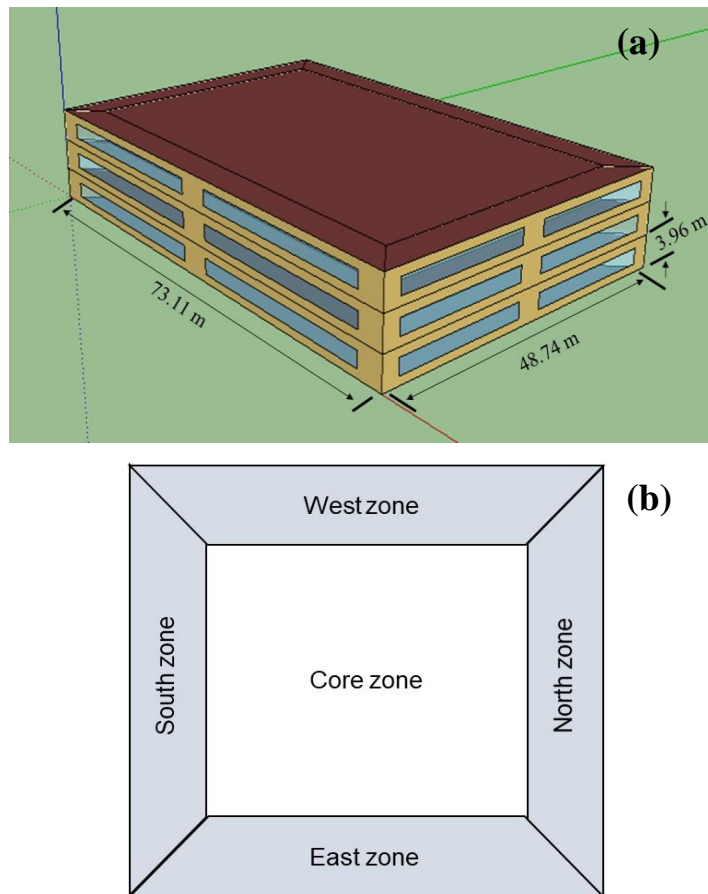 (a)
3.96 m
73.11 m
48.74 m
(b)
West zone
South zone
Core zone
North zone
East zone